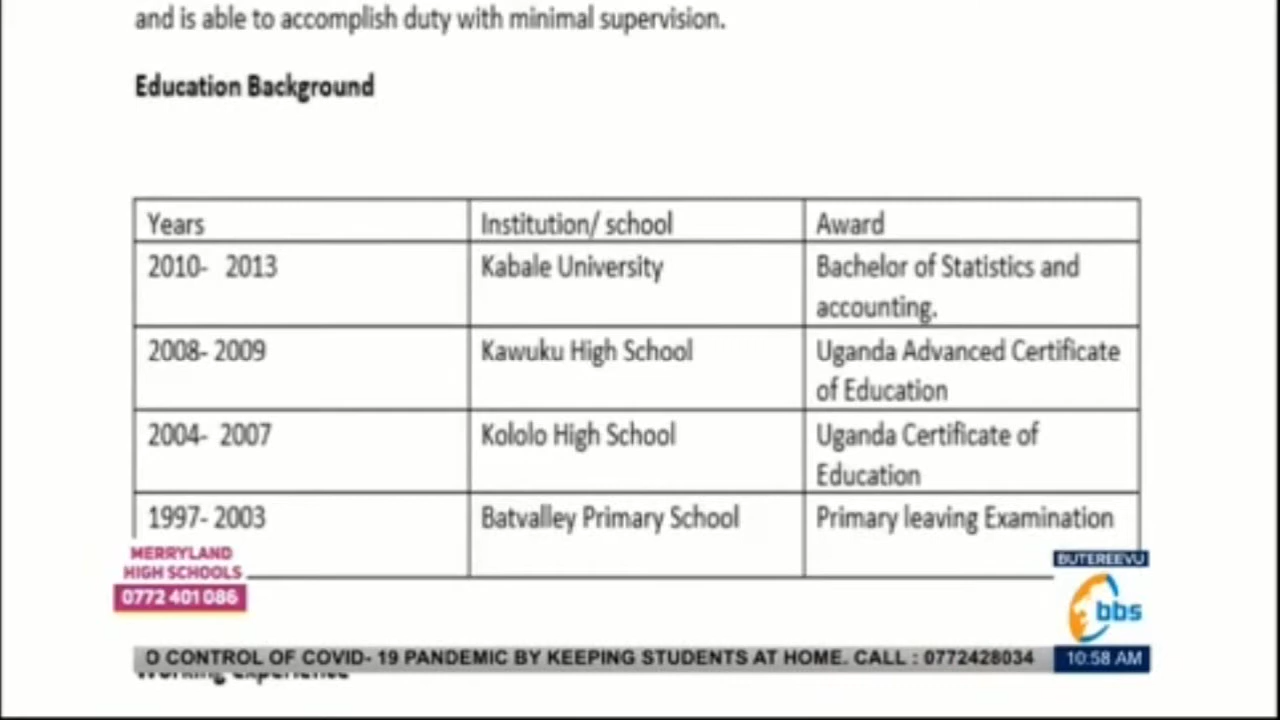 and is able to accomplish duty with minimal supervision.
Education Background
Years Institution/ school Award
2010- 2013 Kabale University Bachelor of Statistics and
accounting.
2008- 2009 Kawuku High School Uganda Advanced Certificate
of Education
2004- 2007 Kololo High School Uganda Certificate of
Education
1997- 2003 Batvalley Primary School Primary leaving Examination
MERRYLAND
HIGH SCHOOLS
0772 401 086
BUTEREEVU
bbs
O CONTROL OF COVID- 19 PANDEMIC BY KEEPING STUDENTS AT HOME. CALL : 0772428034
10:58 AM
Working Experience